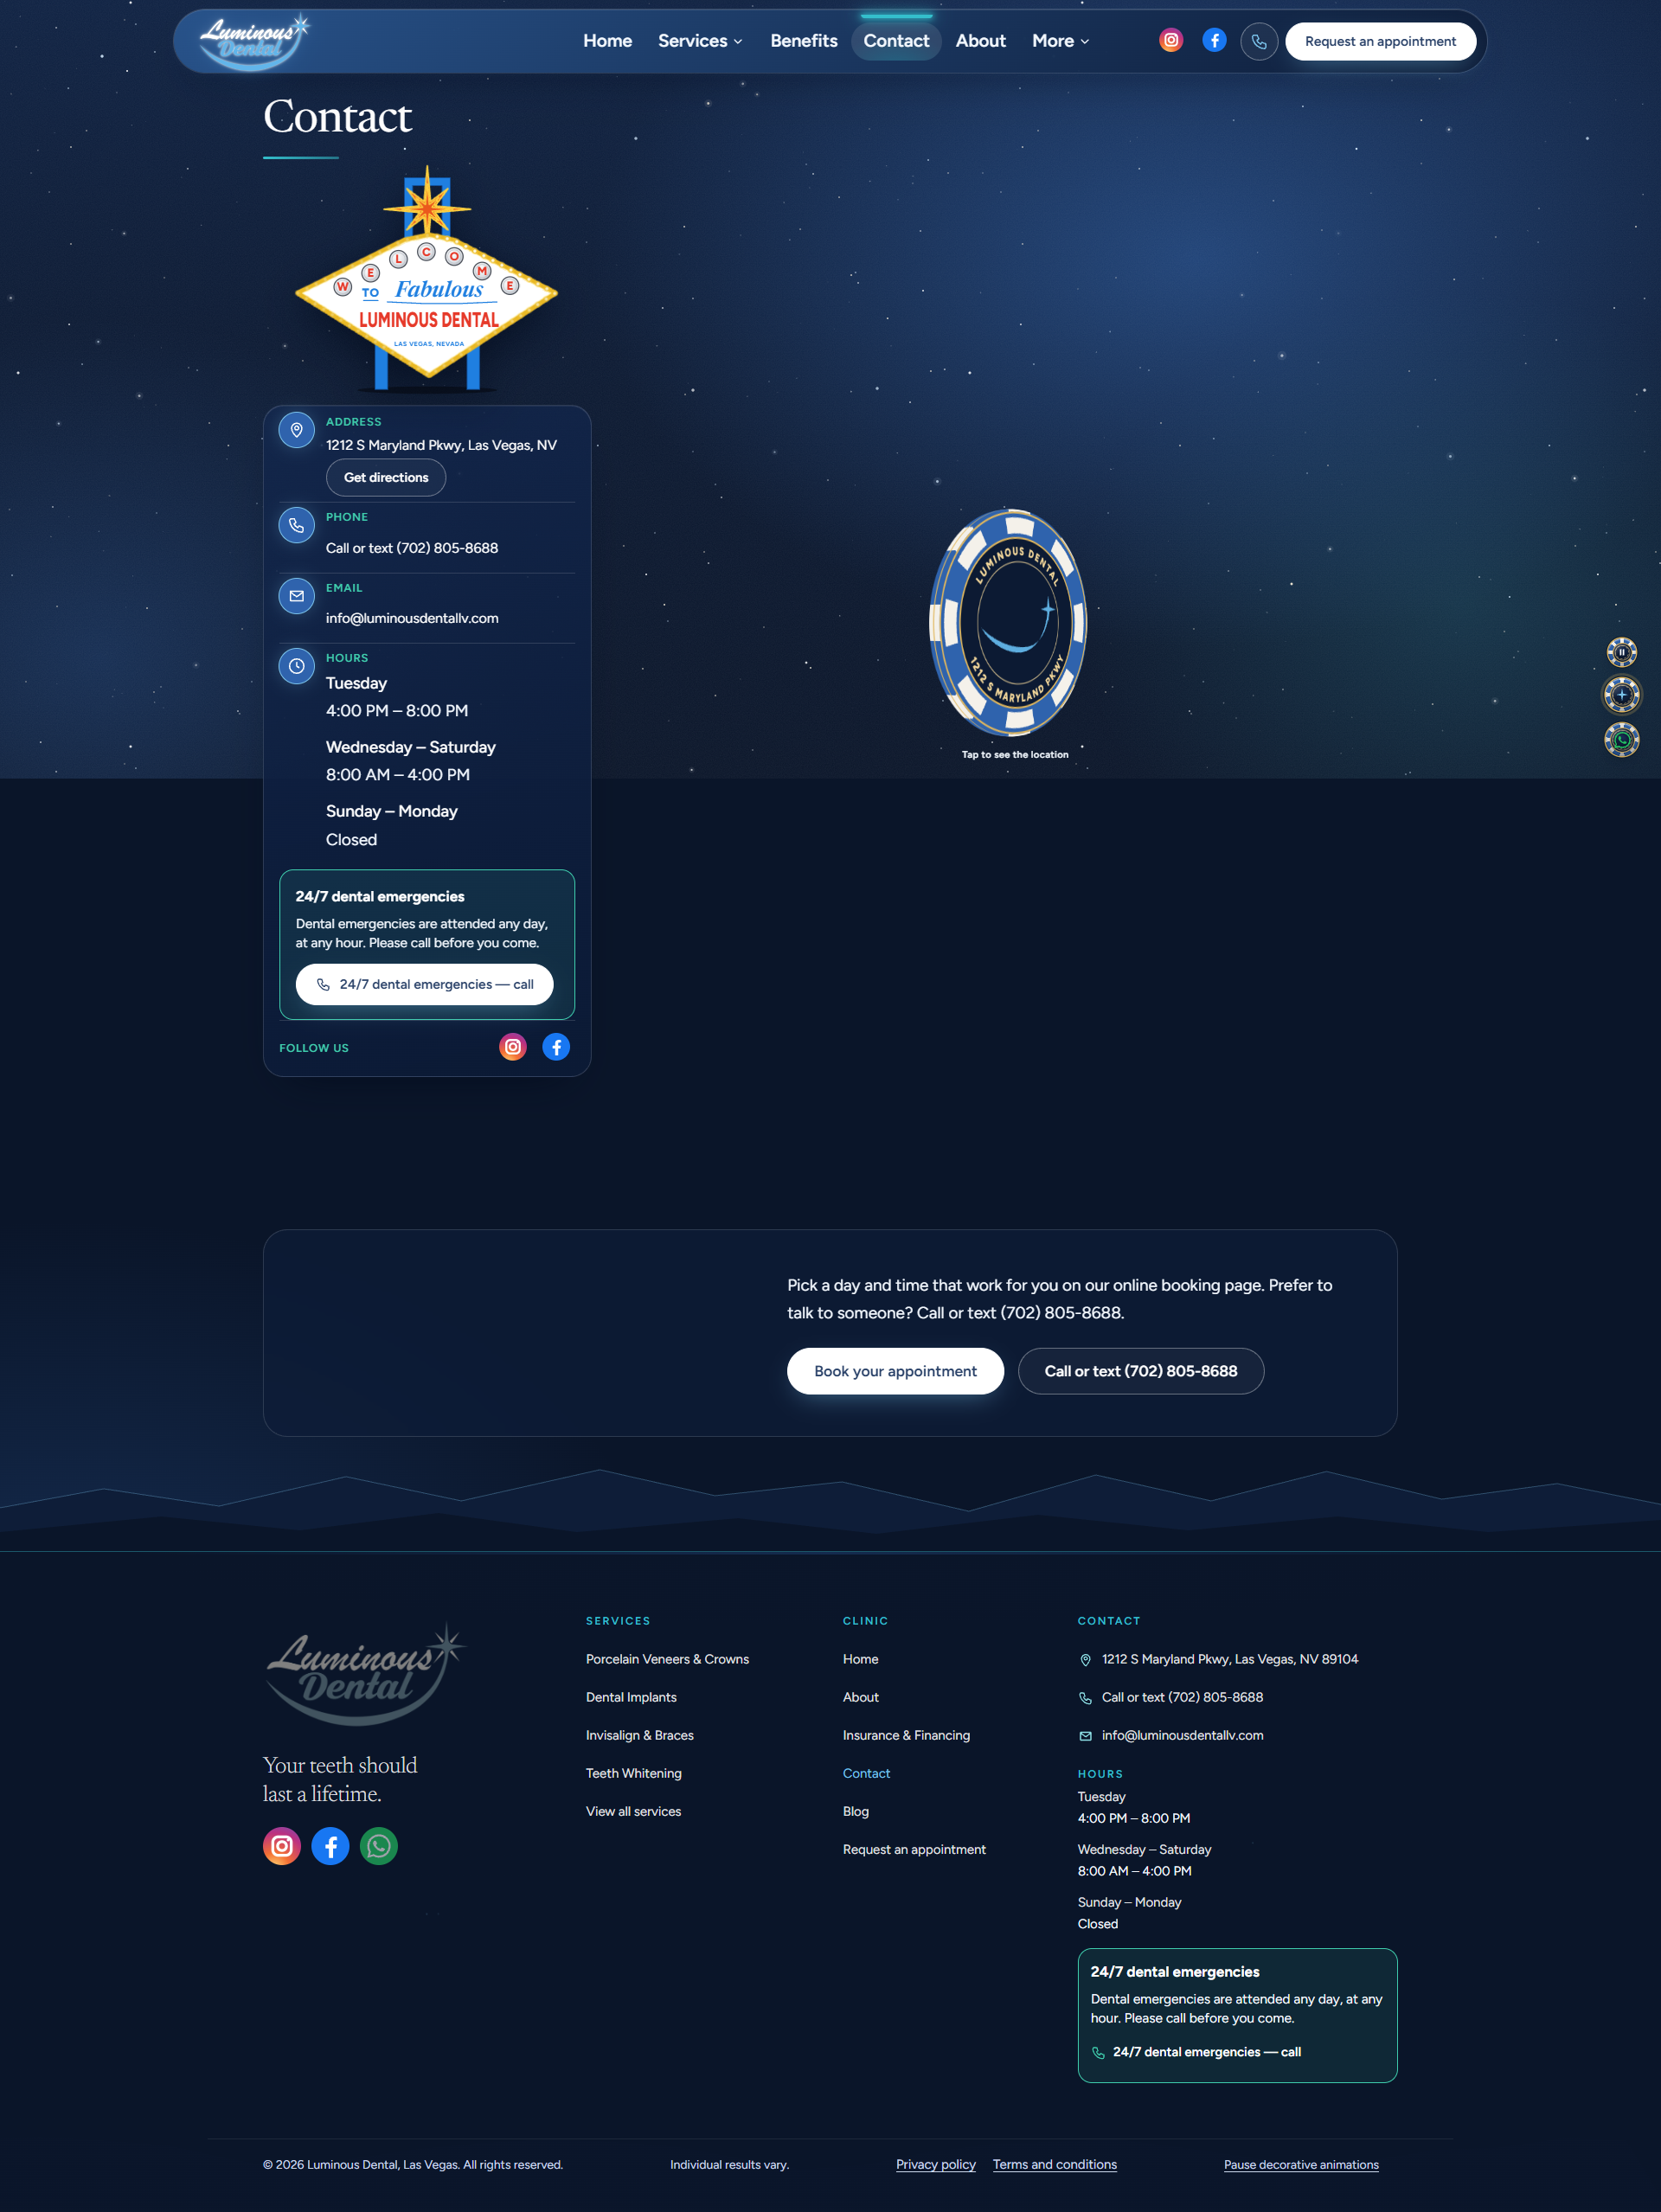 Luminous
Dental
Home
Services
Benefits
Contact
About
More
Request an appointment
Contact
WELCOME
TO Fabulous
LUMINOUS DENTAL
LAS VEGAS, NEVADA
ADDRESS
1212 S Maryland Pkwy, Las Vegas, NV
Get directions
PHONE
Call or text (702) 805-8688
EMAIL
info@luminousdentallv.com
HOURS
Tuesday
4:00 PM – 8:00 PM
Wednesday – Saturday
8:00 AM – 4:00 PM
Sunday – Monday
Closed
24/7 dental emergencies
Dental emergencies are attended any day,
at any hour. Please call before you come.
24/7 dental emergencies — call
FOLLOW US
LUMINOUS DENTAL
1212 S MARYLAND PKWY
Tap to see the location
Pick a day and time that work for you on our online booking page. Prefer to
talk to someone? Call or text (702) 805-8688.
Book your appointment
Call or text (702) 805-8688
Luminous
Dental
Your teeth should
last a lifetime.
SERVICES
Porcelain Veneers & Crowns
Dental Implants
Invisalign & Braces
Teeth Whitening
View all services
CLINIC
Home
About
Insurance & Financing
Contact
Blog
Request an appointment
CONTACT
1212 S Maryland Pkwy, Las Vegas, NV 89104
Call or text (702) 805-8688
info@luminousdentallv.com
HOURS
Tuesday
4:00 PM – 8:00 PM
Wednesday – Saturday
8:00 AM – 4:00 PM
Sunday – Monday
Closed
24/7 dental emergencies
Dental emergencies are attended any day, at any
hour. Please call before you come.
24/7 dental emergencies — call
© 2026 Luminous Dental, Las Vegas. All rights reserved.
Individual results vary.
Privacy policy
Terms and conditions
Pause decorative animations